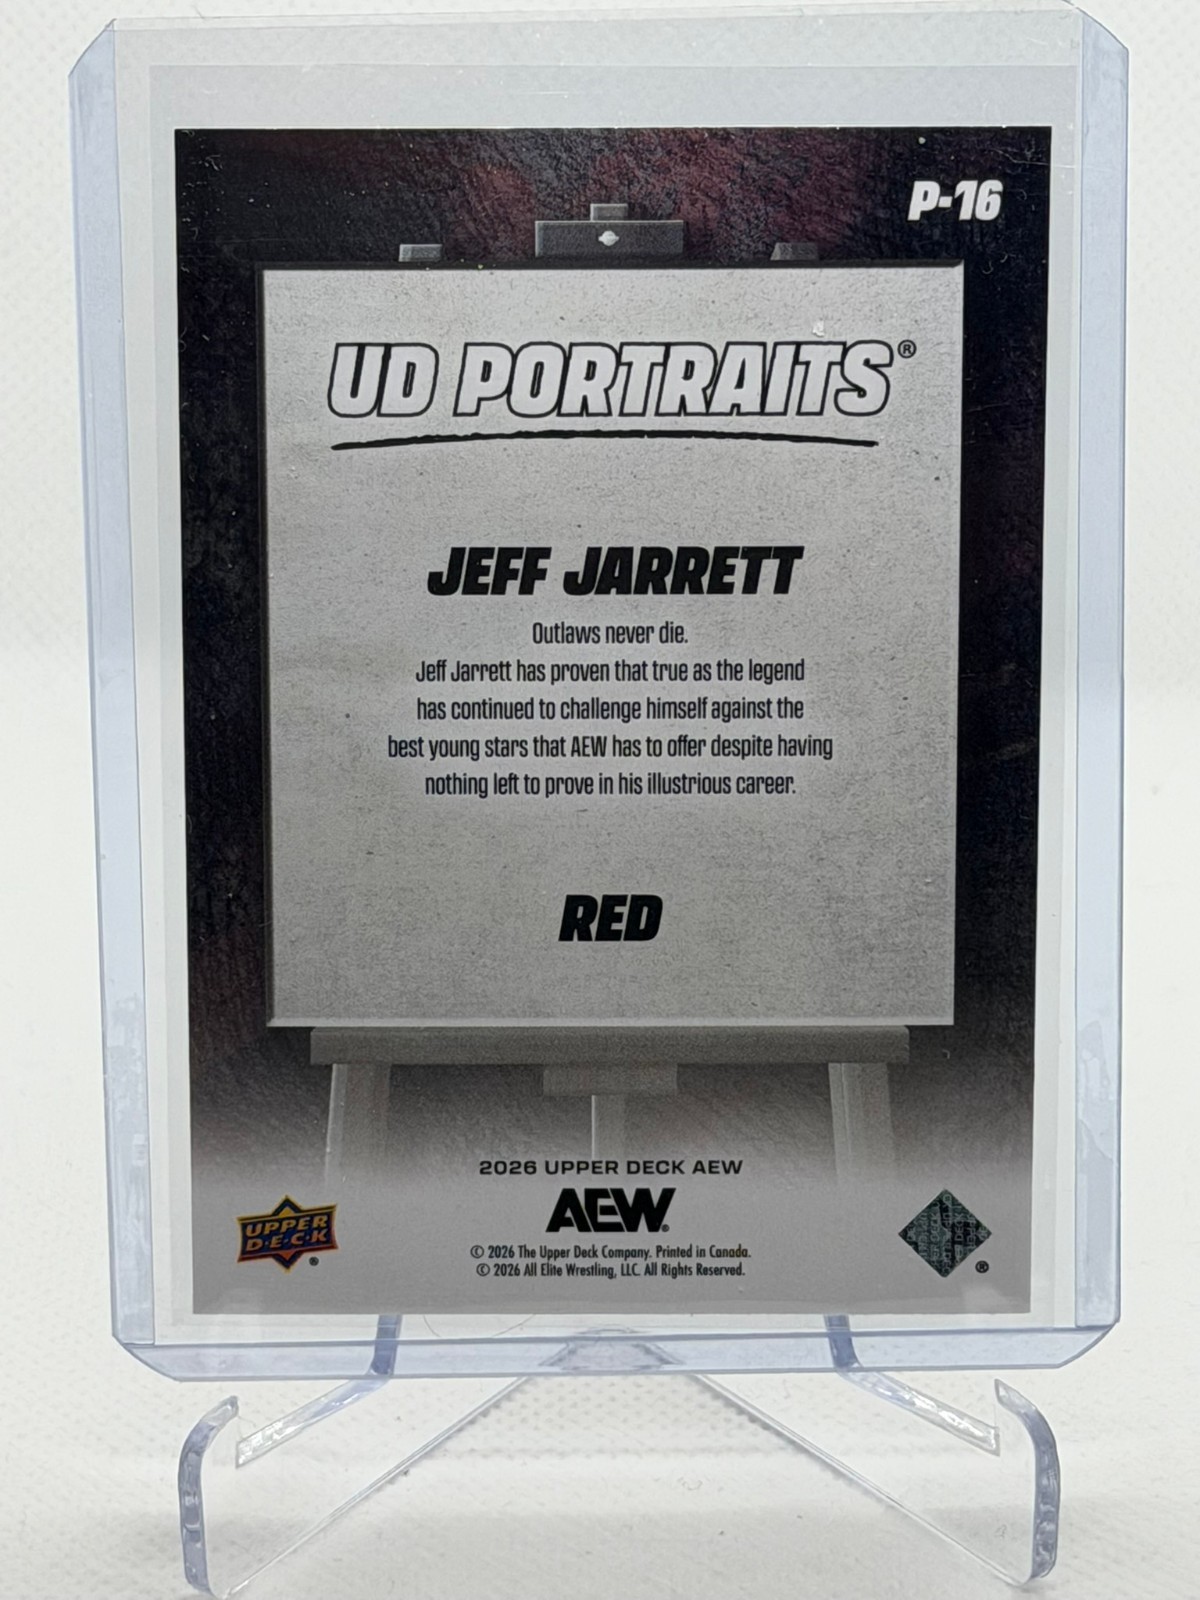 P-16
UD PORTRAITS®
JEFF JARRETT
Outlaws never die.
Jeff Jarrett has proven that true as the legend
has continued to challenge himself against the
best young stars that AEW has to offer despite having
nothing left to prove in his illustrious career.
RED
2026 UPPER DECK AEW
AEW
UPPER
D·E·C·K
®
© 2026 The Upper Deck Company. Printed in Canada.
© 2026 All Elite Wrestling, LLC. All Rights Reserved.
®